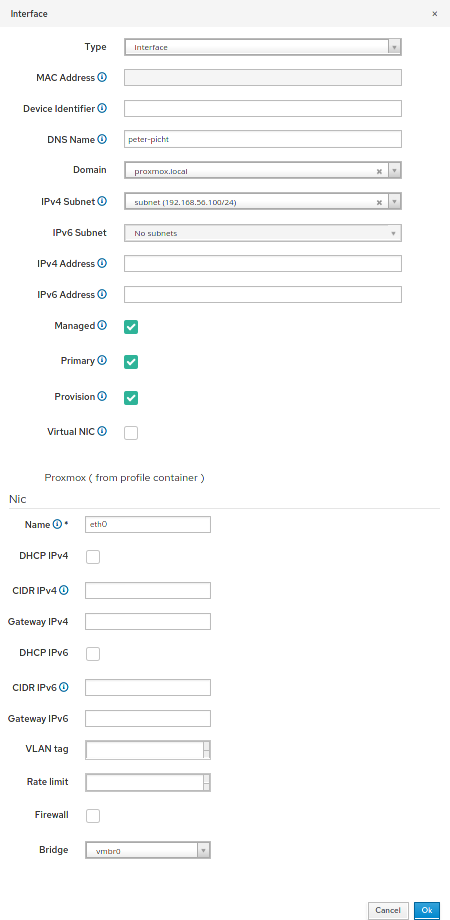 Interface ×
Type Interface
MAC Address
Device Identifier
DNS Name peter-picht
Domain proxmox.local
IPv4 Subnet subnet (192.168.56.100/24)
IPv6 Subnet No subnets
IPv4 Address
IPv6 Address
Managed
Primary
Provision
Virtual NIC
Proxmox ( from profile container )
Nic
Name * eth0
DHCP IPv4
CIDR IPv4
Gateway IPv4
DHCP IPv6
CIDR IPv6
Gateway IPv6
VLAN tag
Rate limit
Firewall
Bridge vmbr0
Cancel Ok